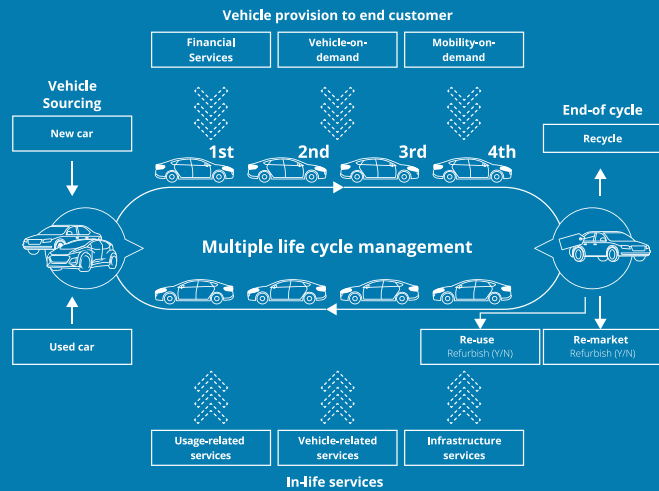 Vehicle provision to end customer
Financial
Services
Vehicle-on-
demand
Mobility-on-
demand
Vehicle
Sourcing
New car
End-of cycle
Recycle
1st
2nd
3rd
4th
Multiple life cycle management
Used car
Re-use
Refurbish (Y/N)
Re-market
Refurbish (Y/N)
Usage-related
services
Vehicle-related
services
Infrastructure
services
In-life services